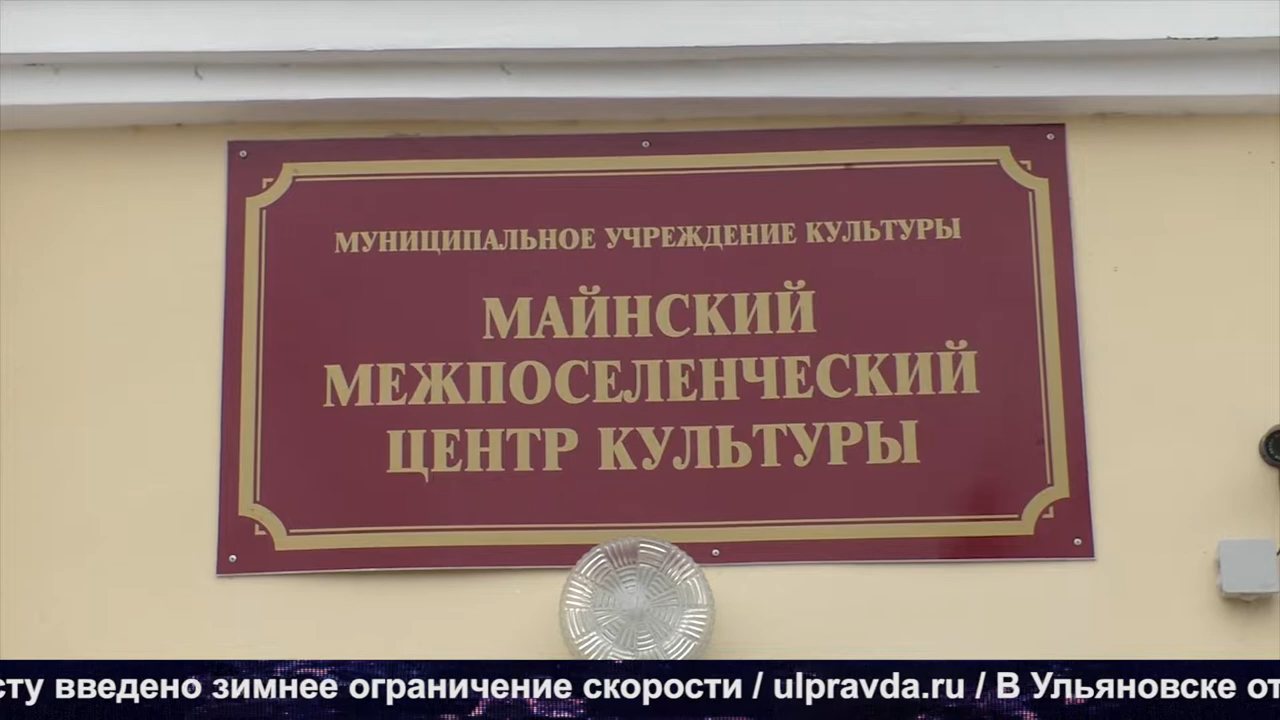 МУНИЦИПАЛЬНОЕ УЧРЕЖДЕНИЕ КУЛЬТУРЫ
МАЙНСКИЙ
МЕЖПОСЕЛЕНЧЕСКИЙ
ЦЕНТР КУЛЬТУРЫ
введено зимнее ограничение скорости / ulpravda.ru / В Ульяновске